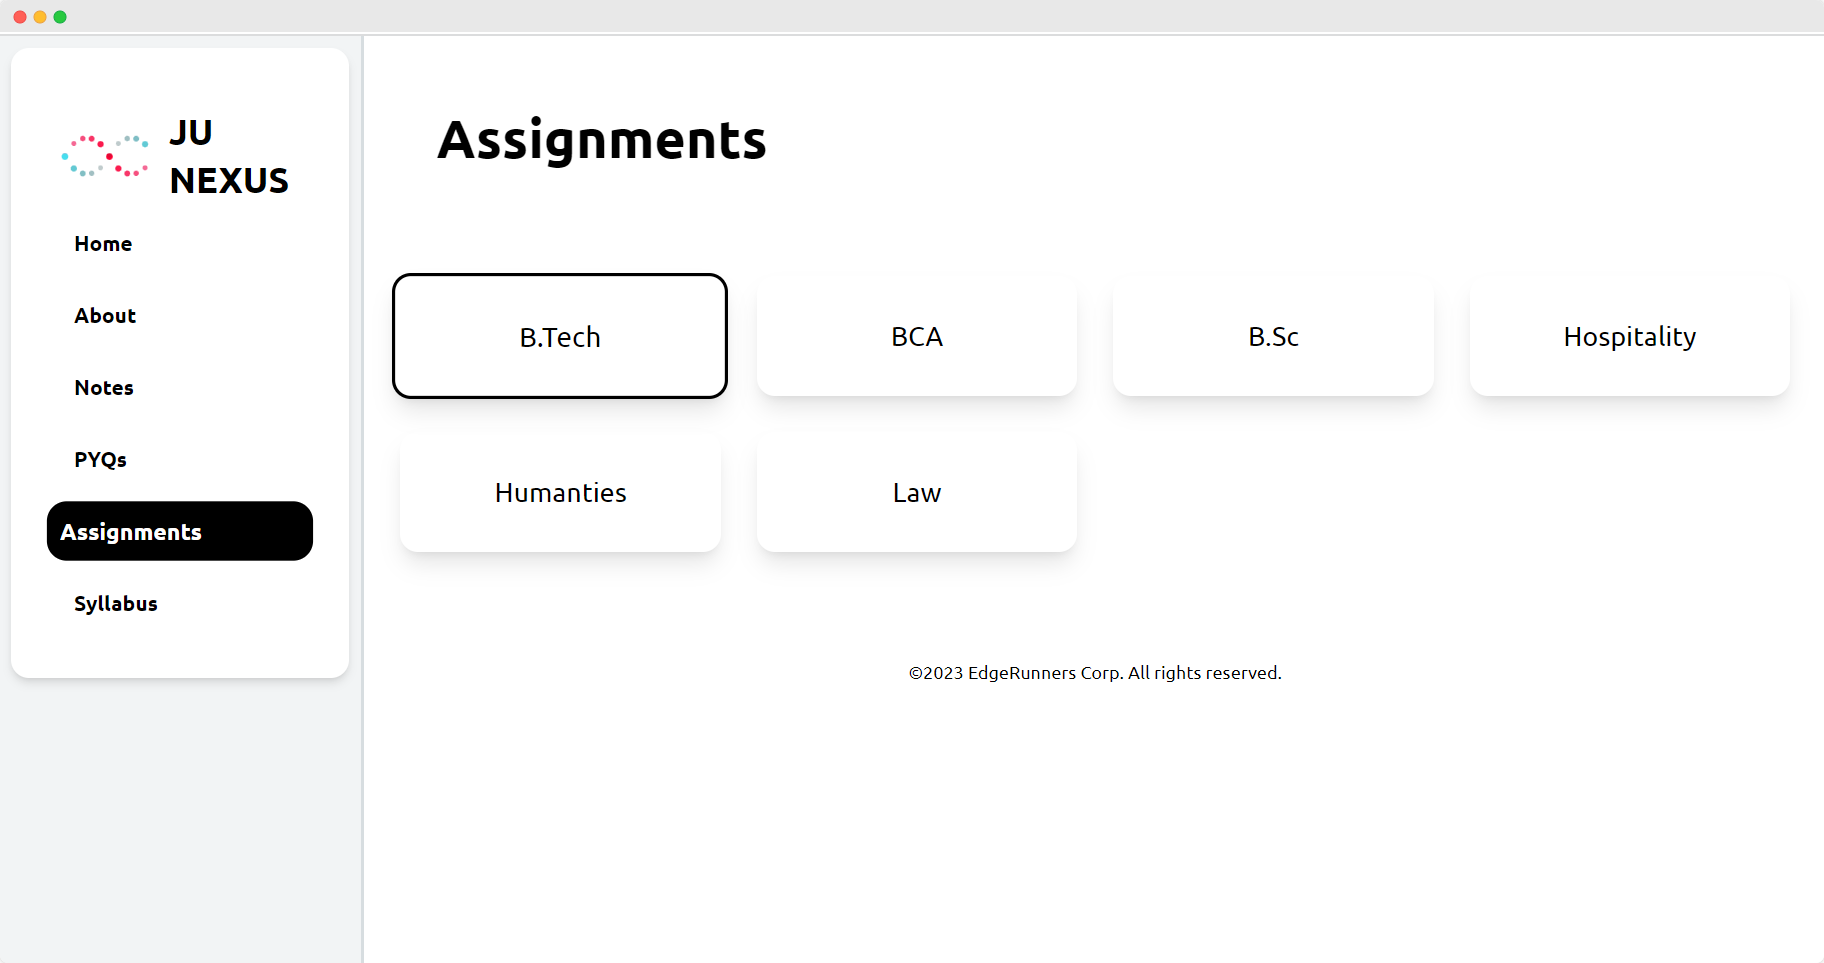 JU
NEXUS
Home
About
Notes
PYQs
Assignments
Syllabus
Assignments
B.Tech
BCA
B.Sc
Hospitality
Humanties
Law
©2023 EdgeRunners Corp. All rights reserved.